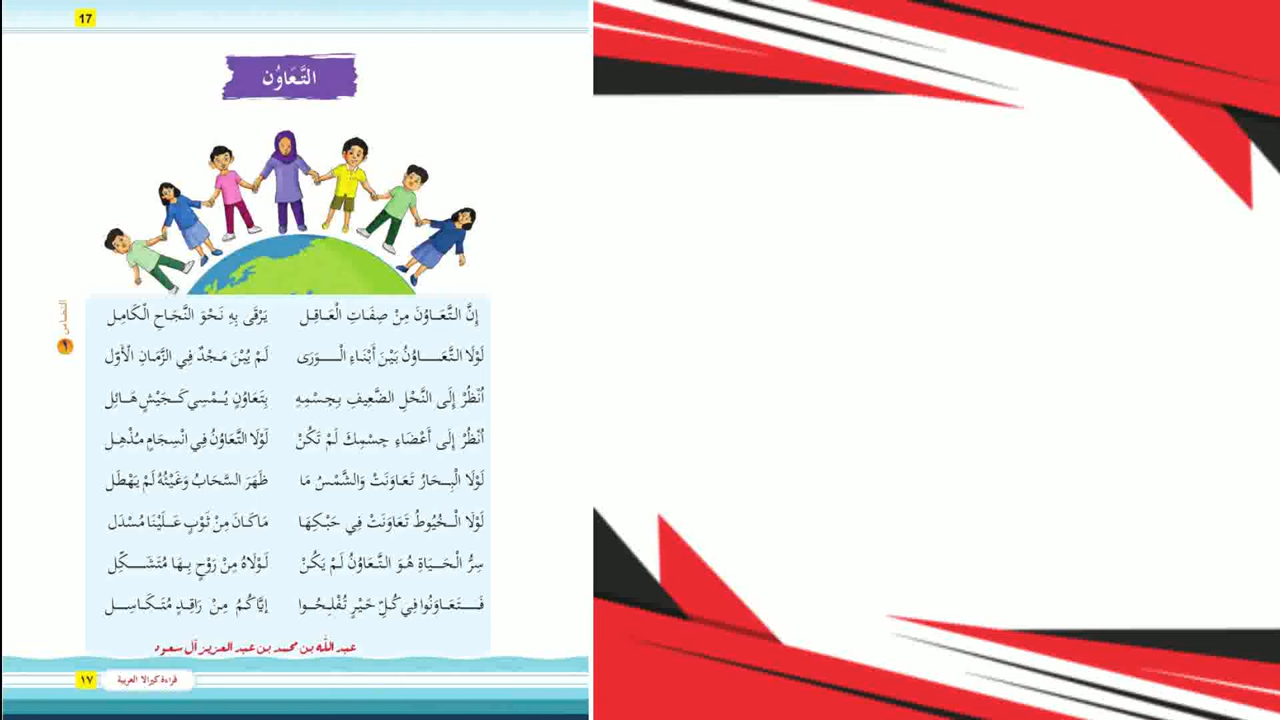 17
التَّعَاوُن
إِنَّ التَّعَاوُنَ مِنْ صِفَاتِ الْعَاقِلِ يَرْقَى بِهِ نَحْوَ النَّجَاحِ الْكَامِلِ
لَوْلَا التَّعَاوُنُ بَيْنَ أَبْنَاءِ الْوَرَى لَمْ يُبْنَ مَجْدٌ فِي الزَّمَانِ الْأَوَّلِ
اُنْظُرْ إِلَى النَّحْلِ الضَّعِيفِ بِجِسْمِهِ بِتَعَاوُنٍ يُمْسِي كَجَيْشٍ هَائِلِ
اُنْظُرْ إِلَى أَعْضَاءِ جِسْمِكَ لَمْ تَكُنْ لَوْلَا التَّعَاوُنُ فِي انْسِجَامٍ مُذْهِلِ
لَوْلَا الْبِحَارُ تَعَاوَنَتْ وَالشَّمْسُ مَا ظَهَرَ السَّحَابُ وَغَيْثُهُ لَمْ يَهْطَلِ
لَوْلَا الْخُيُوطُ تَعَاوَنَتْ فِي حَبْكِهَا مَا كَانَ مِنْ ثَوْبٍ عَلَيْنَا مُسْدَلِ
سِرُّ الْحَيَاةِ هُوَ التَّعَاوُنُ لَمْ يَكُنْ لَوْلَاهُ مِنْ رَوْحٍ بِهَا مُتَشَكِّلِ
فَتَعَاوَنُوا فِي كُلِّ خَيْرٍ تُفْلِحُوا إِيَّاكُمُ مِنْ رَاقِدٍ مُتَكَاسِلِ
عبد الله بن محمد بن عبد العزيز آل سعود
١
قراءة كيرالا العربية
١٧